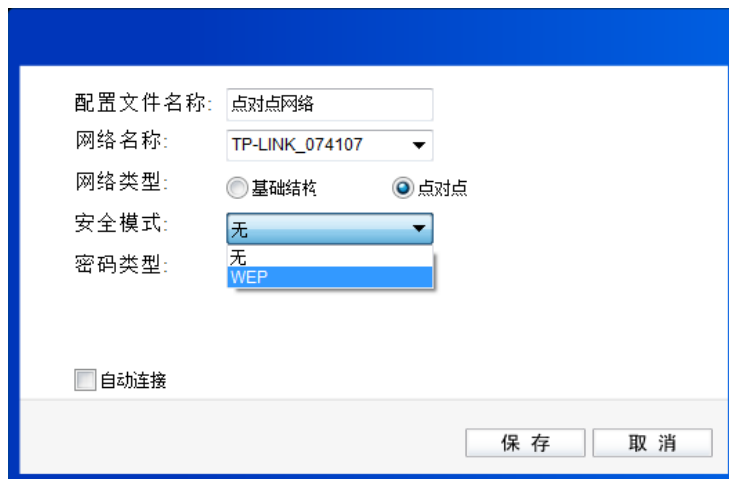 配置文件名称: 点对点网络
网络名称: TP-LINK_074107
网络类型: 基础结构 点对点
安全模式: 无
无
密码类型:
WEP
自动连接
保 存 取 消